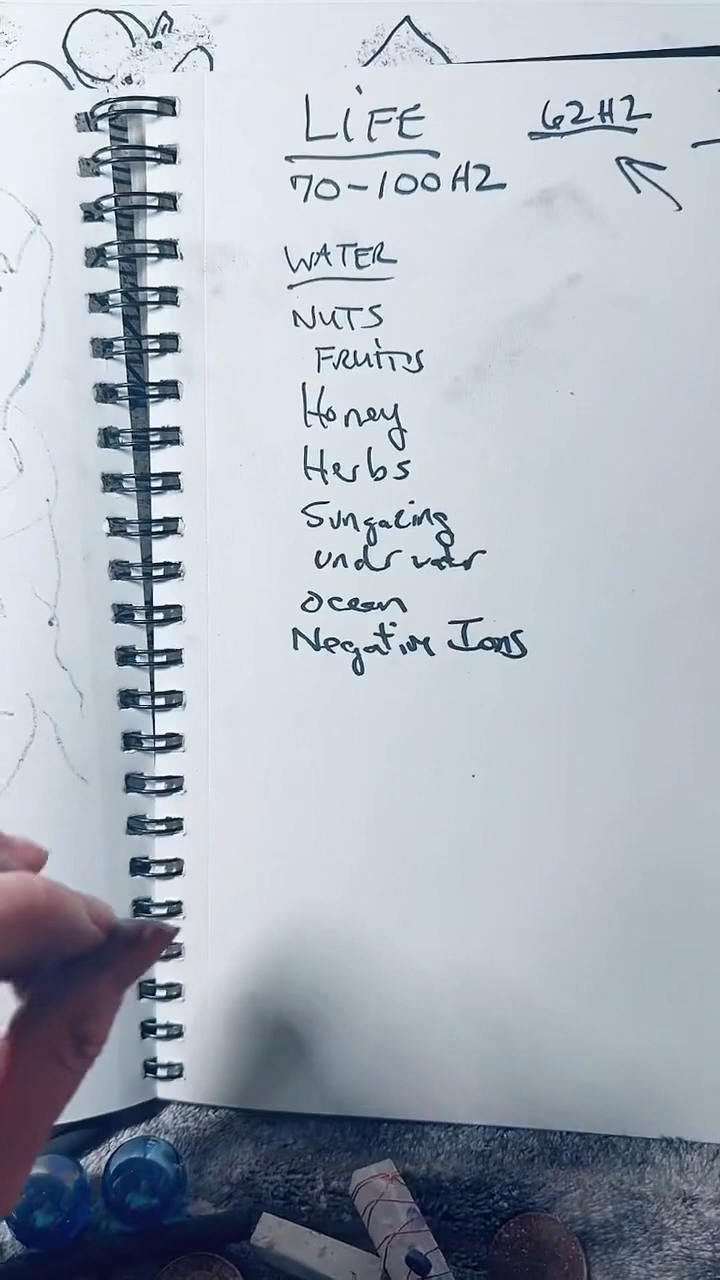 LiFE
62HZ
70-100HZ
WATER
NUTS
FRUiTS
Honey
Herbs
Sungazing
under water
ocean
Negative Ions